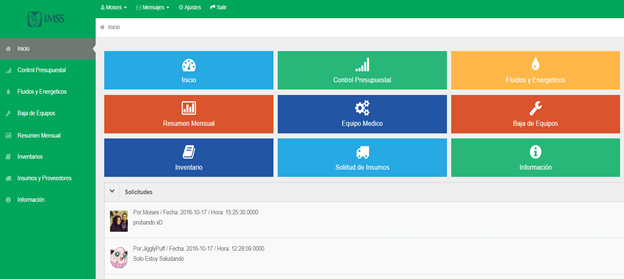 IMSS
Moises
Mensajes
Ajustes
Salir
Inicio
Inicio
Control Presupuestal
Fluidos y Energeticos
Baja de Equipos
Resumen Mensual
Inventarios
Insumos y Proveedores
Información
Inicio
Control Presupuestal
Fluidos y Energeticos
Resumen Mensual
Equipo Medico
Baja de Equipos
Inventario
Soliitud de Insumos
Información
Solicitudes
Por:Moises / Fecha: 2016-10-17 / Hora: 15:25:30.0000
probando xD
Por:JigglyPuff / Fecha: 2016-10-17 / Hora: 12:28:09.0000
Solo Estoy Saludando